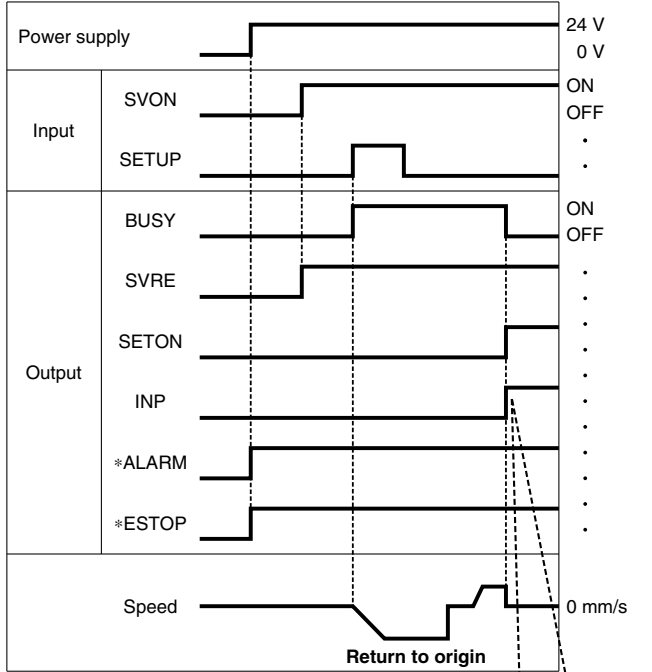 Power supply
24 V
0 V
Input
SVON
ON
OFF
SETUP
Output
BUSY
ON
OFF
SVRE
SETON
INP
*ALARM
*ESTOP
Speed
0 mm/s
Return to origin